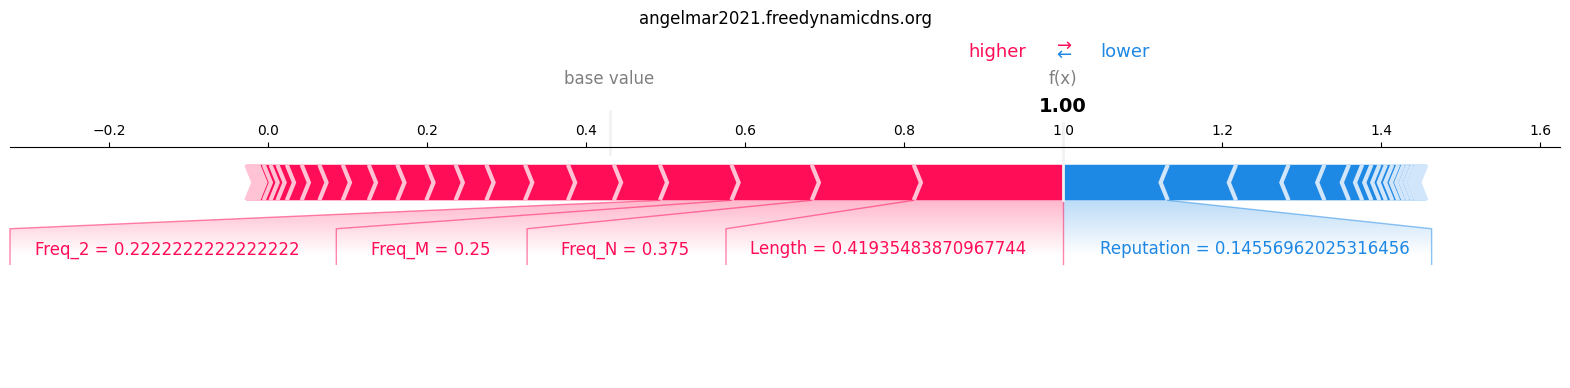 angelmar2021.freedynamicdns.org
higher ⇄ lower
base value f(x)
1.00
−0.2 0.0 0.2 0.4 0.6 0.8 1.0 1.2 1.4 1.6
Freq_2 = 0.2222222222222222 Freq_M = 0.25 Freq_N = 0.375 Length = 0.41935483870967744 Reputation = 0.14556962025316456